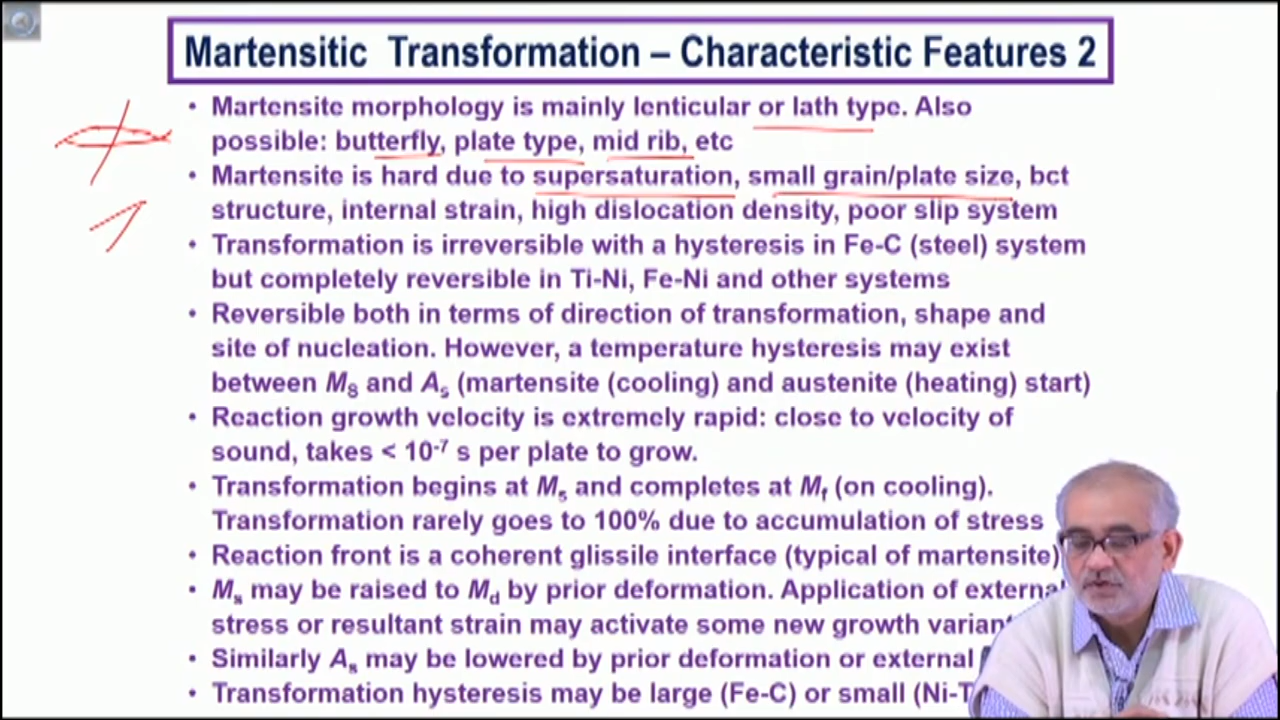 Martensitic Transformation – Characteristic Features 2
• Martensite morphology is mainly lenticular or lath type. Also
possible: butterfly, plate type, mid rib, etc
• Martensite is hard due to supersaturation, small grain/plate size, bct
structure, internal strain, high dislocation density, poor slip system
• Transformation is irreversible with a hysteresis in Fe-C (steel) system
but completely reversible in Ti-Ni, Fe-Ni and other systems
• Reversible both in terms of direction of transformation, shape and
site of nucleation. However, a temperature hysteresis may exist
between Ms and As (martensite (cooling) and austenite (heating) start)
• Reaction growth velocity is extremely rapid: close to velocity of
sound, takes < 10⁻⁷ s per plate to grow.
• Transformation begins at Ms and completes at Mf (on cooling).
Transformation rarely goes to 100% due to accumulation of stress
• Reaction front is a coherent glissile interface (typical of martensite)
• Ms may be raised to Md by prior deformation. Application of external
stress or resultant strain may activate some new growth
• Similarly As may be lowered by prior deformation or external
• Transformation hysteresis may be large (Fe-C) or small